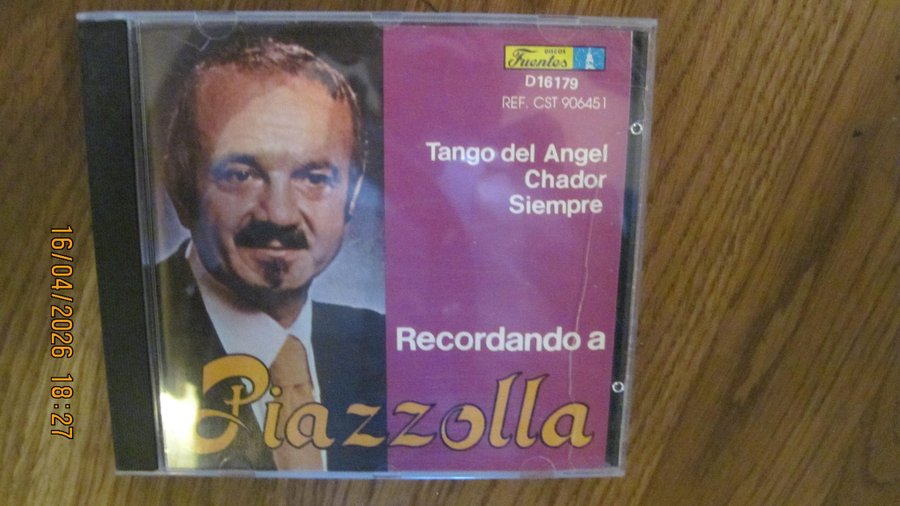 DISCOS
Fuentes
D16179
REF. CST 906451
Tango del Angel
Chador
Siempre
Recordando a
Piazzolla
16/04/2026 18:27